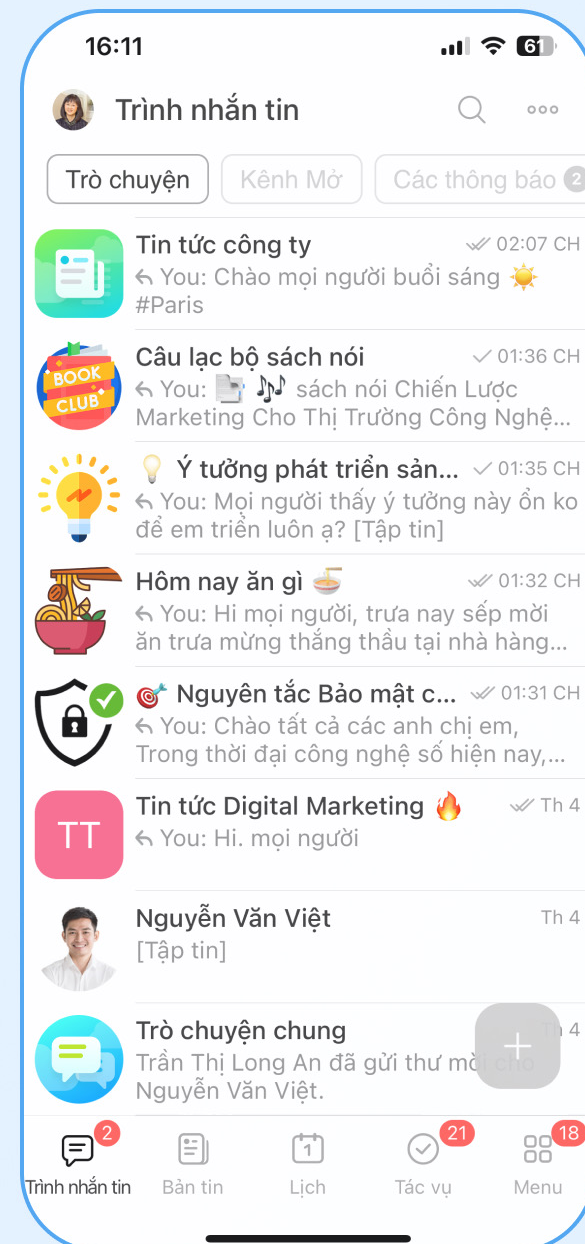 16:11
61
Trình nhắn tin
Trò chuyện
Kênh Mở
Các thông báo 2
Tin tức công ty
02:07 CH
You: Chào mọi người buổi sáng ☀️
#Paris
BOOK
CLUB
Câu lạc bộ sách nói
01:36 CH
You: 📑 🎶 sách nói Chiến Lược
Marketing Cho Thị Trường Công Nghệ...
💡 Ý tưởng phát triển sản...
01:35 CH
You: Mọi người thấy ý tưởng này ổn ko
để em triển luôn ạ? [Tập tin]
Hôm nay ăn gì 🍜
01:32 CH
You: Hi mọi người, trưa nay sếp mời
ăn trưa mừng thắng thầu tại nhà hàng...
🎯 Nguyên tắc Bảo mật c...
01:31 CH
You: Chào tất cả các anh chị em,
Trong thời đại công nghệ số hiện nay,...
TT
Tin tức Digital Marketing 🔥
Th 4
You: Hi. mọi người
Nguyễn Văn Việt
Th 4
[Tập tin]
Trò chuyện chung
Th 4
Trần Thị Long An đã gửi thư mời cho
Nguyễn Văn Việt.
2
21
18
1
Trình nhắn tin
Bản tin
Lịch
Tác vụ
Menu